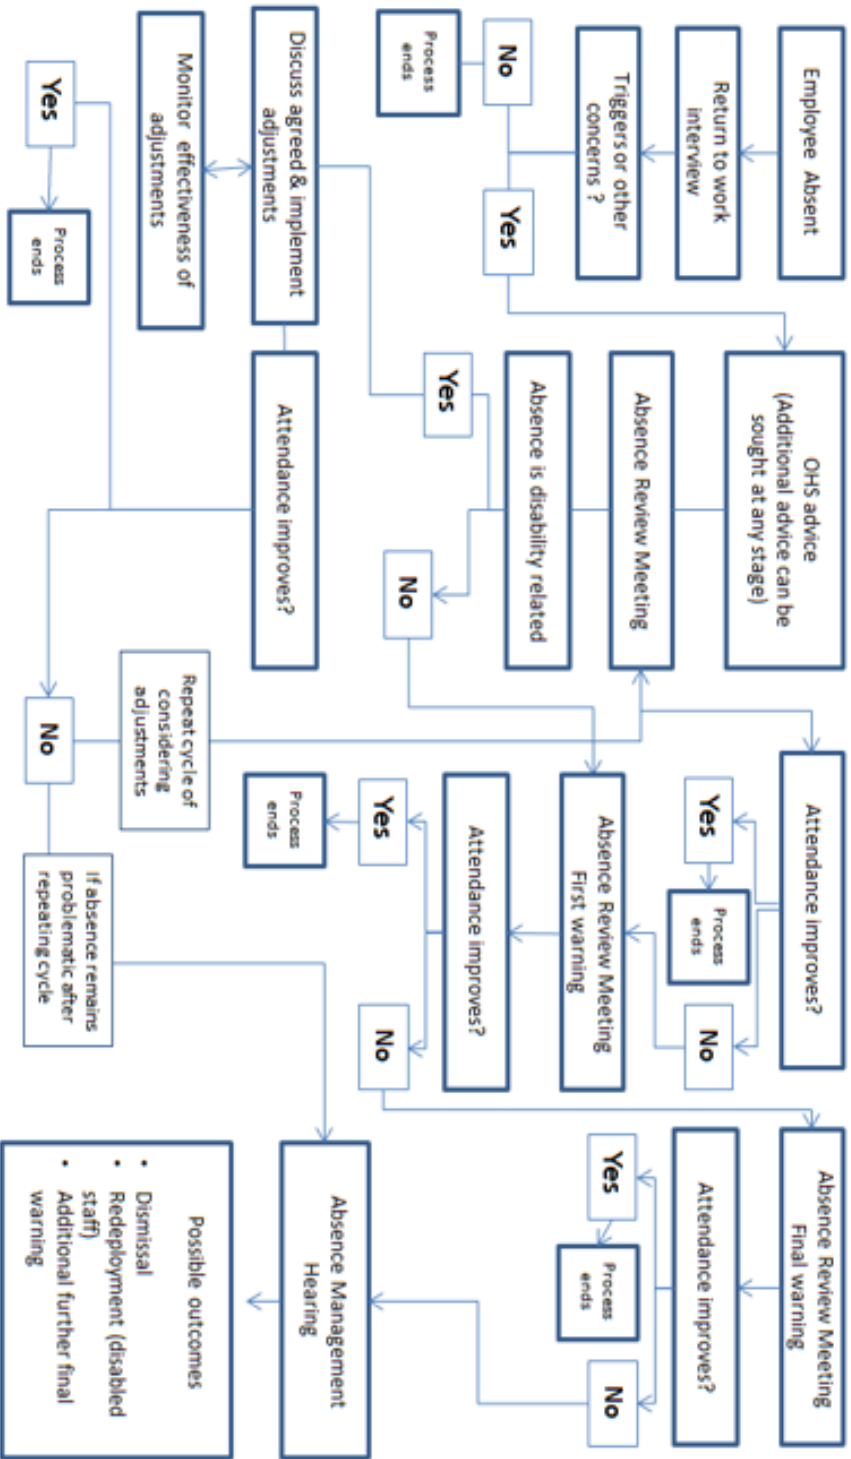 Employee Absent
Return to work
interview
Triggers or other
concerns ?
No
Yes
Process
ends
Discuss agreed & implement
adjustments
Monitor effectiveness of
adjustments
Yes
Process
ends
OHS advice
(Additional advice can be
sought at any stage)
Absence Review Meeting
Absence is disability related
Yes
No
Attendance improves?
No
Repeat cycle of
considering
adjustments
If absence remains
problematic after
repeating cycle
Attendance improves?
Yes
Process
ends
No
Absence Review Meeting
First warning
Attendance improves?
Yes
Process
ends
No
Absence Review Meeting
Final warning
Attendance improves?
Yes
Process
ends
No
Absence Management
Hearing
Possible outcomes
• Dismissal
• Redeployment (disabled
staff)
• Additional further final
warning